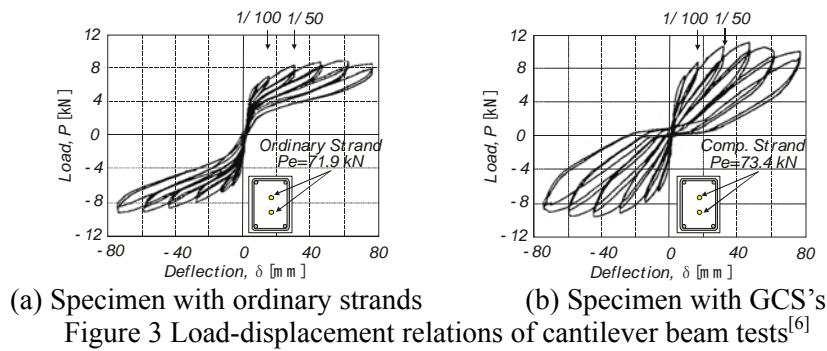 1/ 100 1/ 50
12
8
4
0
- 4
- 8
- 12
- 80 - 40 0 40 80
Load, P [kN]
Deflection, δ [mm]
Ordinary Strand
Pe=71.9 kN
(a) Specimen with ordinary strands
1/ 100 1/ 50
12
8
4
0
- 4
- 8
- 12
- 80 - 40 0 40 80
Load, P [kN]
Deflection, δ [mm]
Comp. Strand
Pe=73.4 kN
(b) Specimen with GCS's
Figure 3 Load-displacement relations of cantilever beam tests[6]